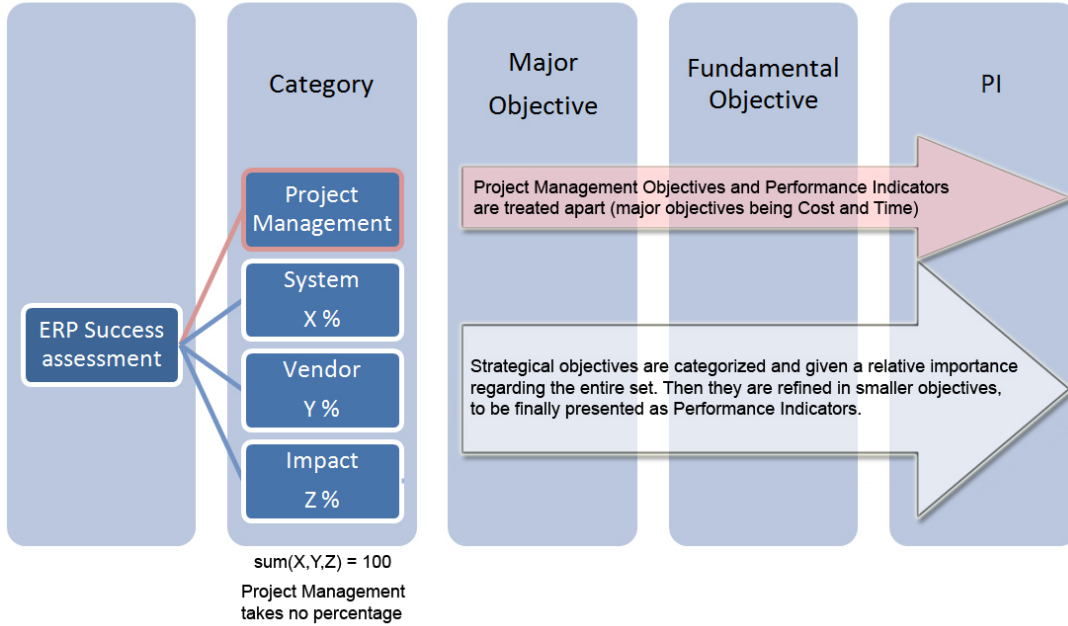 Category
Major
Objective
Fundamental
Objective
PI
Project
Management
Project Management Objectives and Performance Indicators
are treated apart (major objectives being Cost and Time)
System
X %
ERP Success
assessment
Vendor
Y %
Strategical objectives are categorized and given a relative importance
regarding the entire set. Then they are refined in smaller objectives,
to be finally presented as Performance Indicators.
Impact
Z %
sum(X,Y,Z) = 100
Project Management
takes no percentage